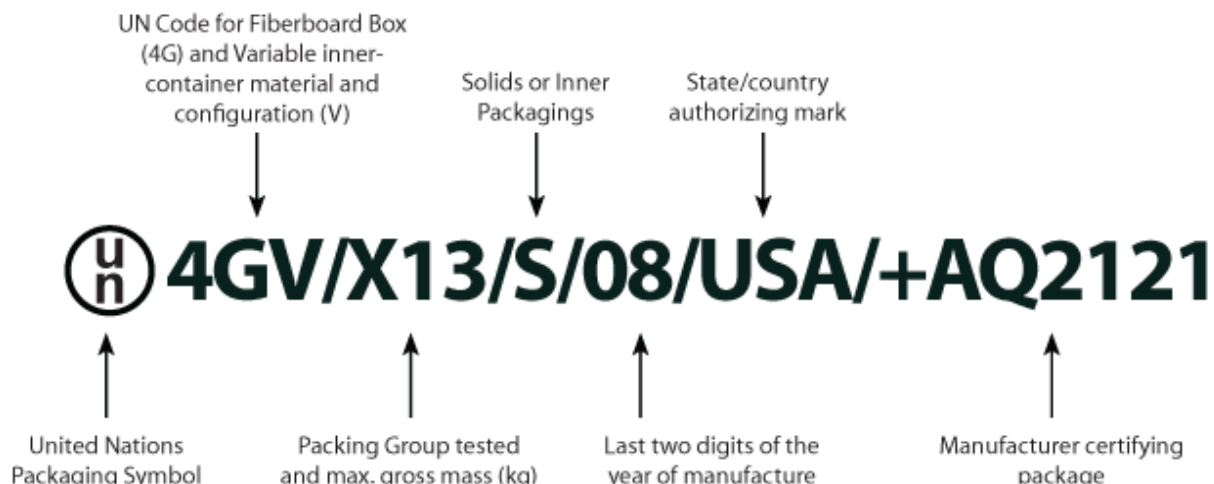 UN Code for Fiberboard Box
(4G) and Variable inner-
container material and
configuration (V)
Solids or Inner
Packagings
State/country
authorizing mark
un 4GV/X13/S/08/USA/+AQ2121
United Nations
Packaging Symbol
Packing Group tested
and max. gross mass (kg)
Last two digits of the
year of manufacture
Manufacturer certifying
package